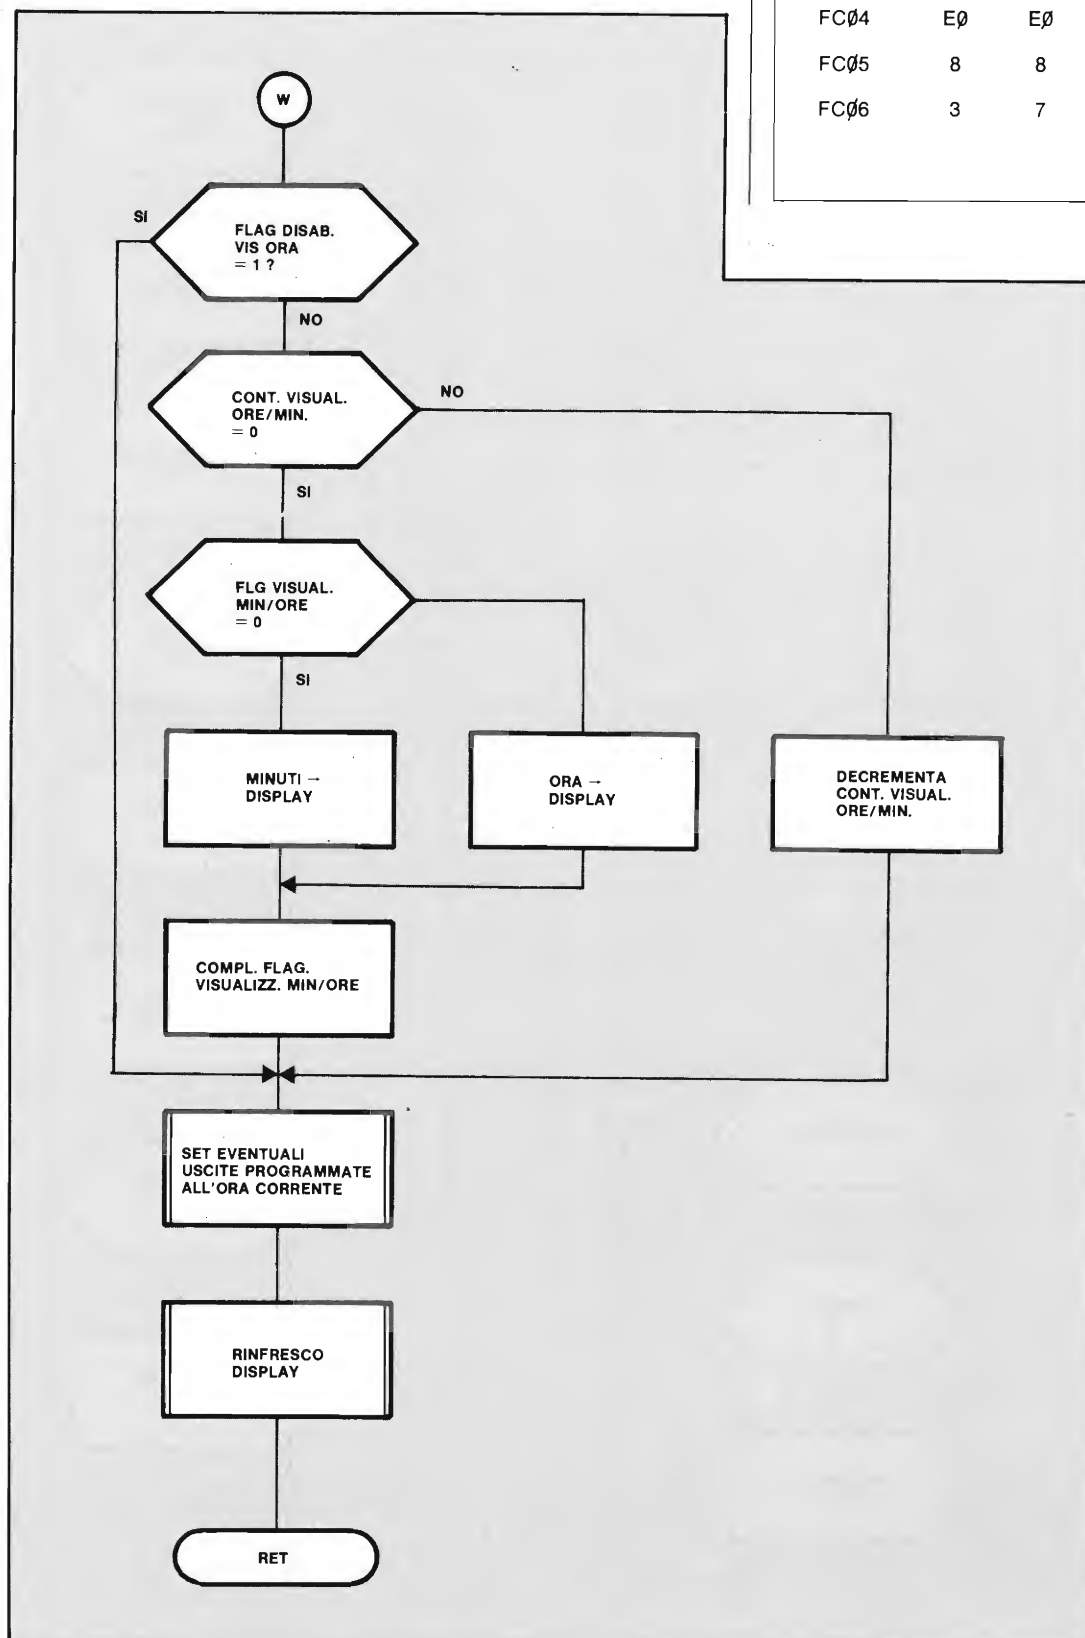 FCØ4 EØ EØ
FCØ5 8 8
FCØ6 3 7
W
SI
FLAG DISAB.
VIS ORA
= 1 ?
NO
CONT. VISUAL.
ORE/MIN.
= 0
NO
SI
FLG VISUAL.
MIN/ORE
= 0
SI
MINUTI →
DISPLAY
ORA →
DISPLAY
DECREMENTA
CONT. VISUAL.
ORE/MIN.
COMPL. FLAG.
VISUALIZZ. MIN/ORE
SET EVENTUALI
USCITE PROGRAMMATE
ALL'ORA CORRENTE
RINFRESCO
DISPLAY
RET